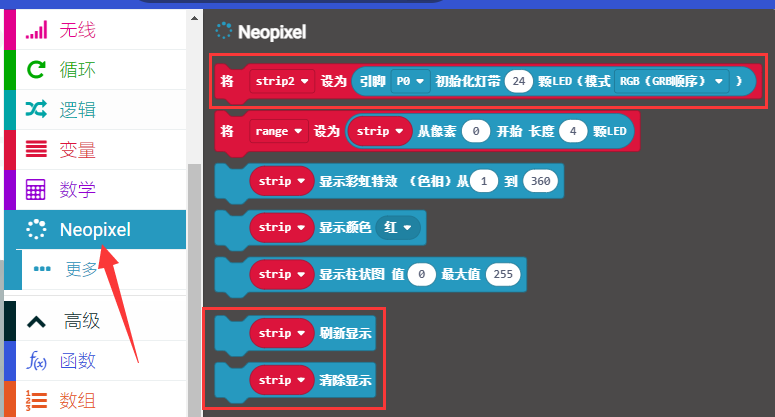 无线
循环
逻辑
变量
数学
Neopixel
更多
高级
f(x) 函数
数组
Neopixel
将 strip2 设为 引脚 P0 初始化灯带 24 颗LED（模式 RGB（GRB顺序） ）
将 range 设为 strip 从像素 0 开始 长度 4 颗LED
strip 显示彩虹特效 （色相）从 1 到 360
strip 显示颜色 红
strip 显示柱状图 值 0 最大值 255
strip 刷新显示
strip 清除显示